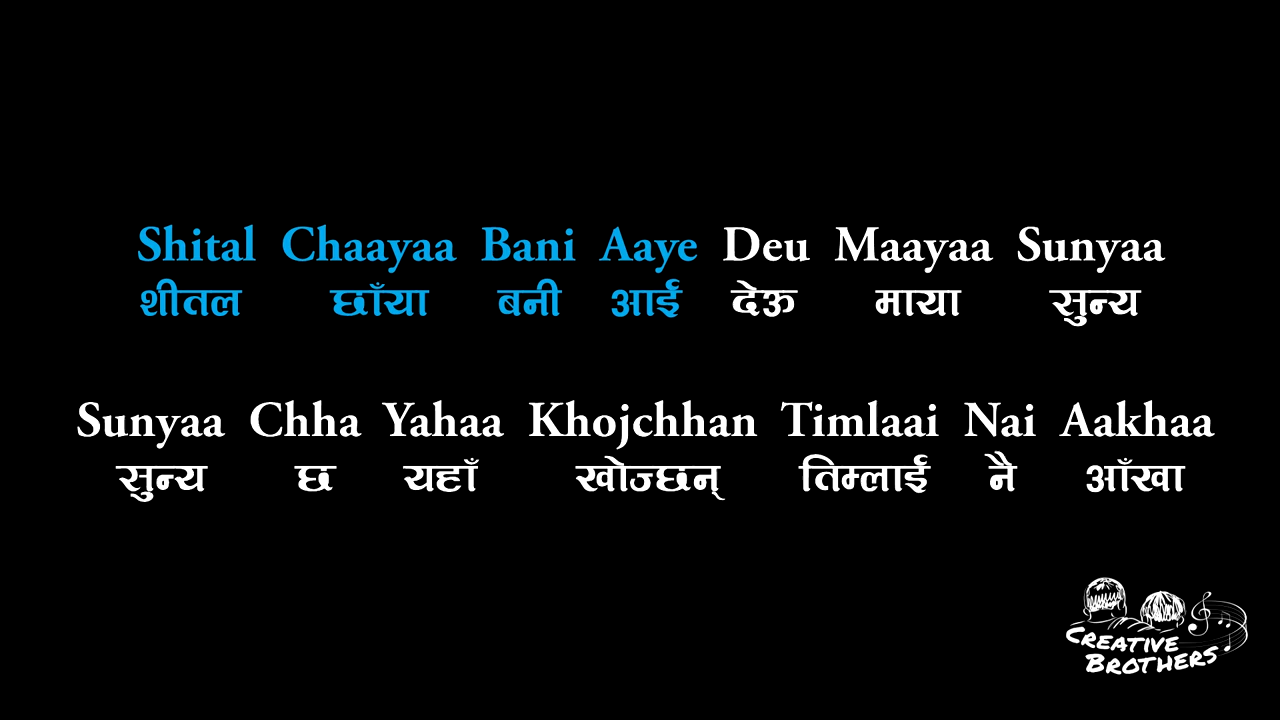 Shital Chaayaa Bani Aaye Deu Maayaa Sunyaa
शीतल छाँया बनी आईं देऊ माया सुन्य
Sunyaa Chha Yahaa Khojchhan Timlaai Nai Aakhaa
सुन्य छ यहाँ खोज्छन् तिम्लाईं नै आँखा
CREATIVE
BROTHERS